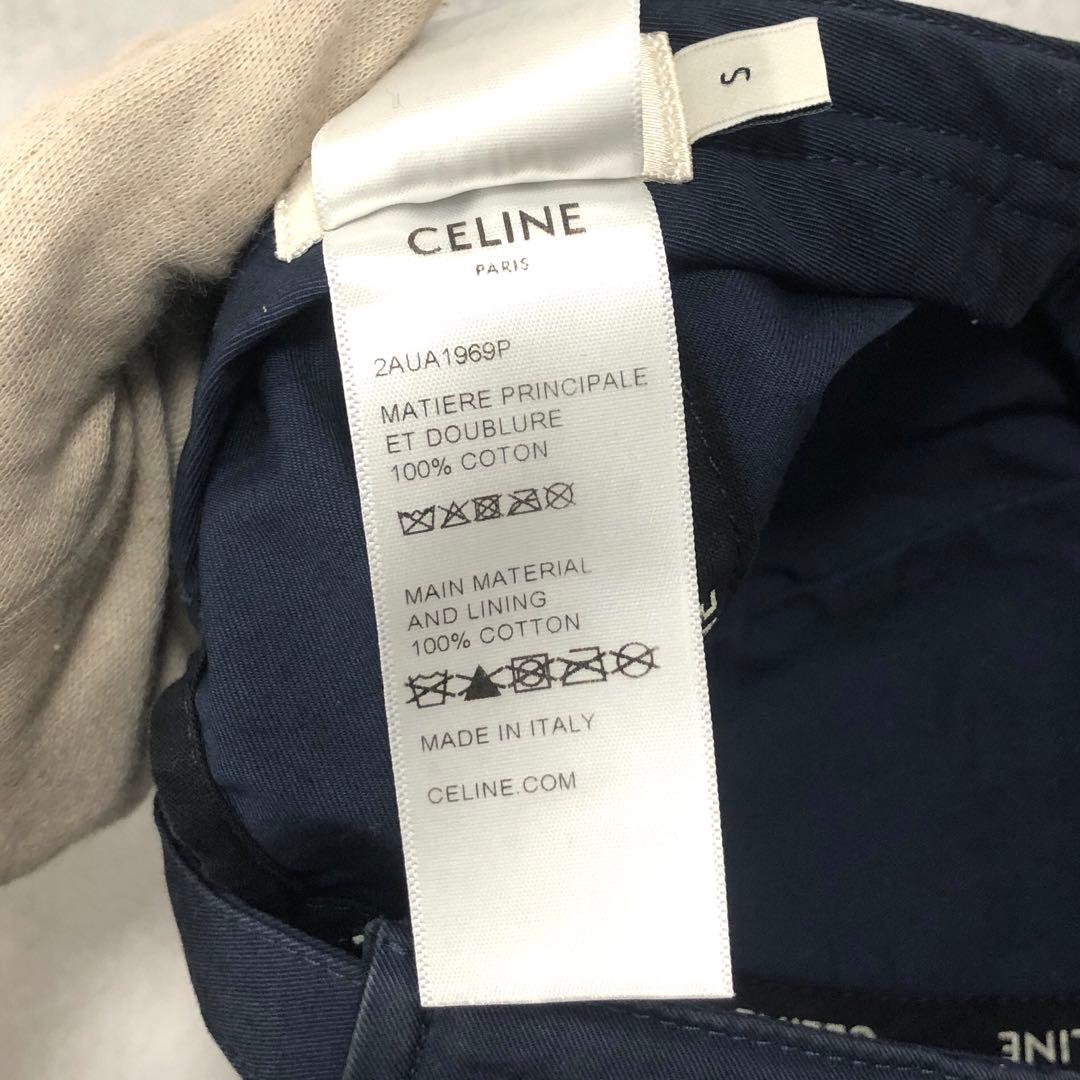 S
CELINE
PARIS
2AUA1969P
MATIERE PRINCIPALE
ET DOUBLURE
100% COTON
MAIN MATERIAL
AND LINING
100% COTTON
MADE IN ITALY
CELINE.COM